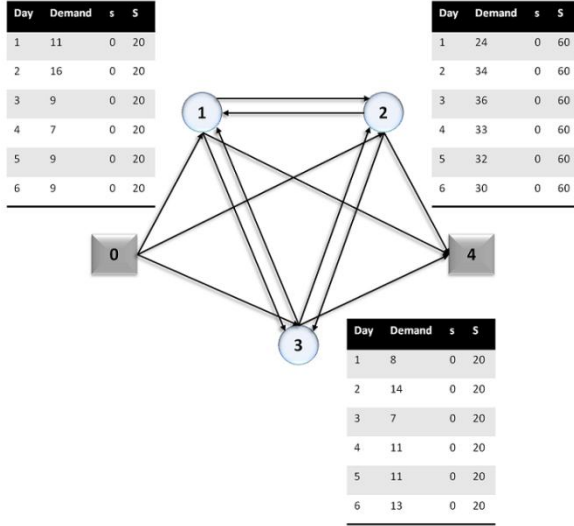 Day Demand s S
1 11 0 20
2 16 0 20
3 9 0 20
4 7 0 20
5 9 0 20
6 9 0 20
Day Demand s S
1 24 0 60
2 34 0 60
3 36 0 60
4 33 0 60
5 32 0 60
6 30 0 60
1
2
0
4
3
Day Demand s S
1 8 0 20
2 14 0 20
3 7 0 20
4 11 0 20
5 11 0 20
6 13 0 20